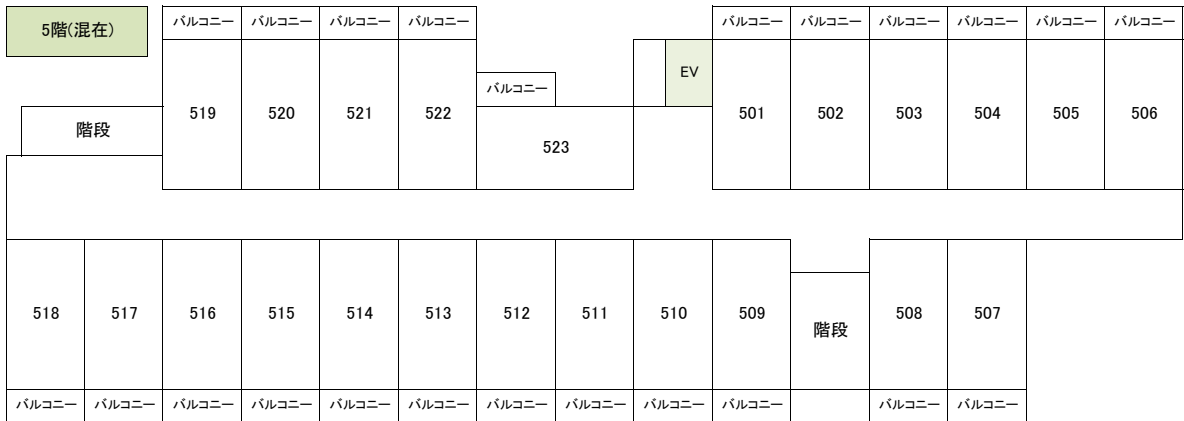 5階(混在)
バルコニー バルコニー バルコニー バルコニー バルコニー バルコニー バルコニー バルコニー バルコニー バルコニー
EV
バルコニー
519 520 521 522 501 502 503 504 505 506
階段
523
518 517 516 515 514 513 512 511 510 509 508 507
階段
バルコニー バルコニー バルコニー バルコニー バルコニー バルコニー バルコニー バルコニー バルコニー バルコニー バルコニー バルコニー